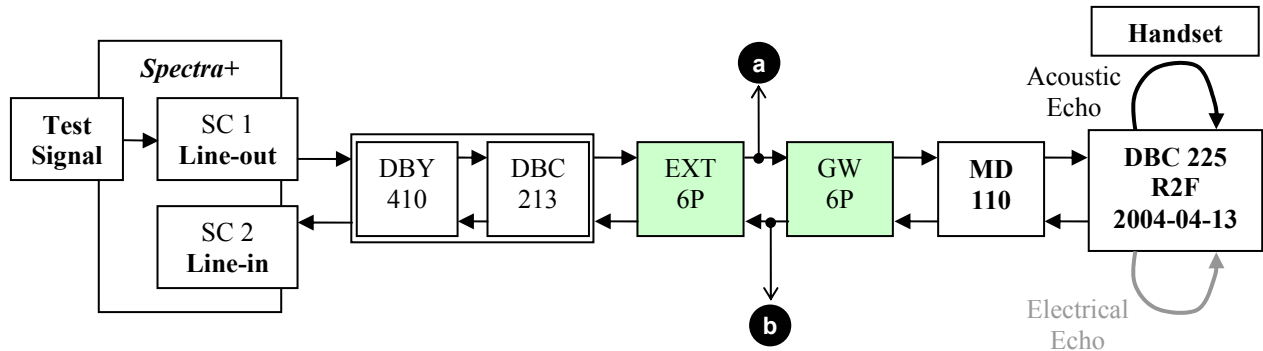 Handset
a
Spectra+
Acoustic
Echo
Test
Signal
SC 1
Line-out
DBY
410
DBC
213
EXT
6P
GW
6P
MD
110
DBC 225
R2F
2004-04-13
SC 2
Line-in
b
Electrical
Echo